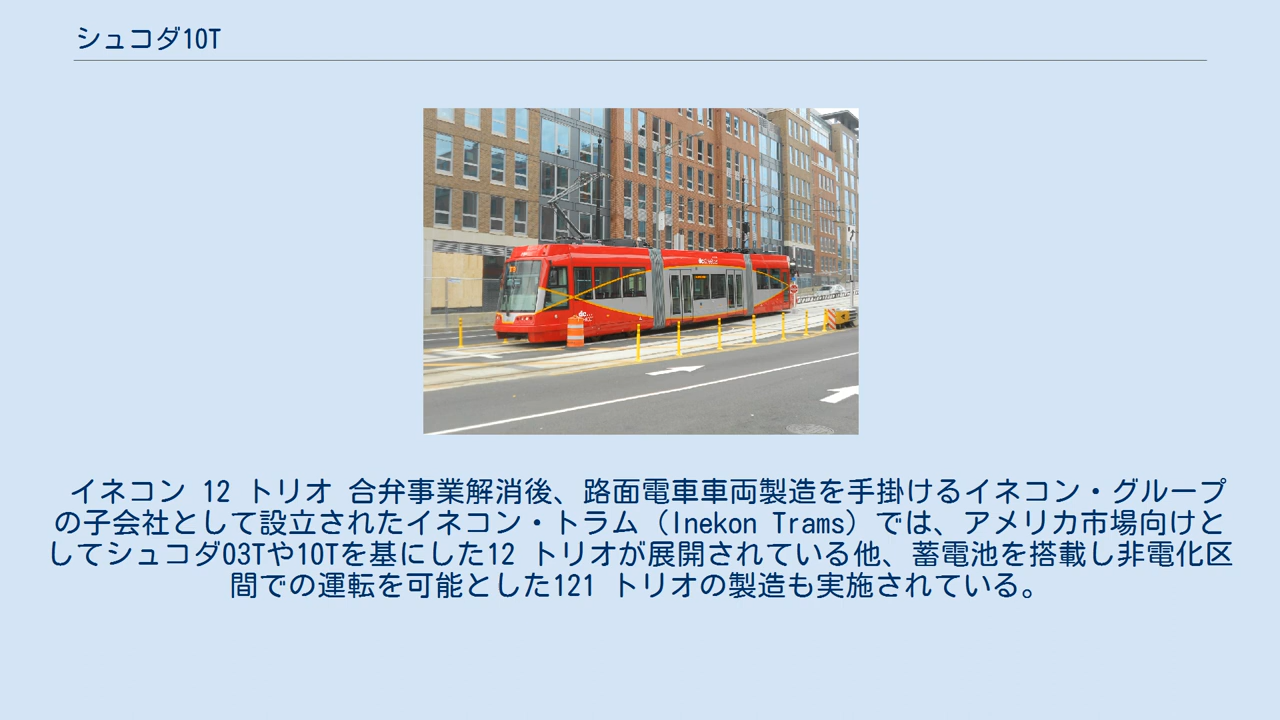 シュコダ10T
イネコン 12 トリオ 合弁事業解消後、路面電車車両製造を手掛けるイネコン・グループ
の子会社として設立されたイネコン・トラム（Inekon Trams）では、アメリカ市場向けと
してシュコダ03Tや10Tを基にした12 トリオが展開されている他、蓄電池を搭載し非電化区
間での運転を可能とした121 トリオの製造も実施されている。